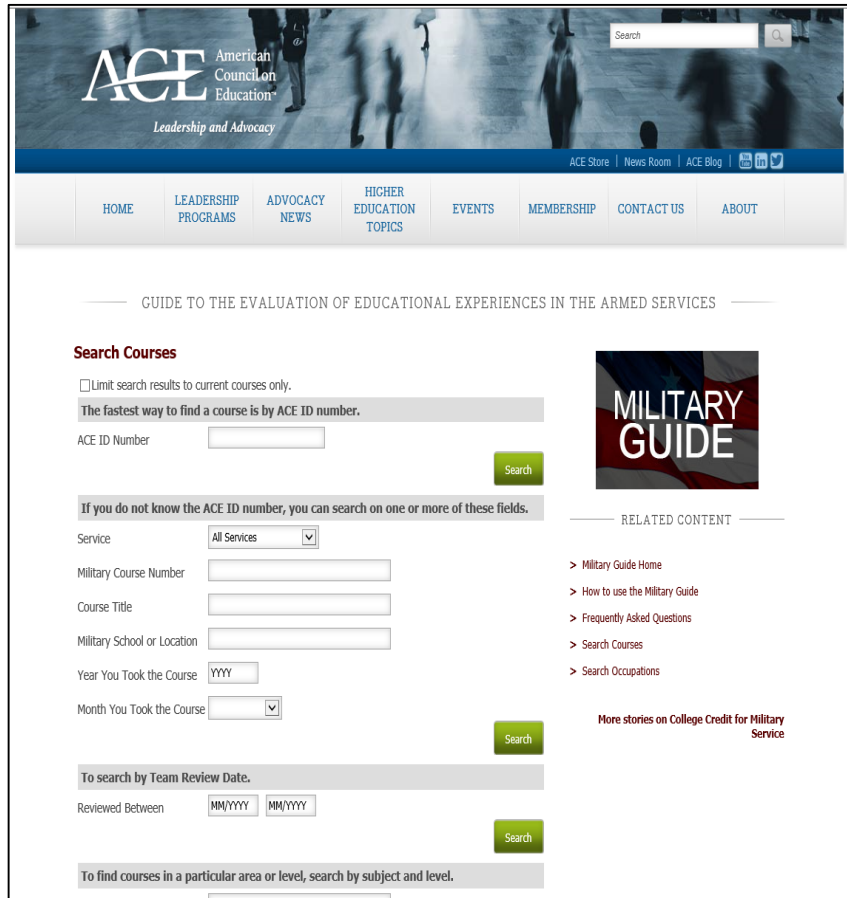 ACE
American
Council on
Education
Leadership and Advocacy
Search
ACE Store | News Room | ACE Blog |
You Tube in
HOME
LEADERSHIP
PROGRAMS
ADVOCACY
NEWS
HIGHER
EDUCATION
TOPICS
EVENTS
MEMBERSHIP
CONTACT US
ABOUT
GUIDE TO THE EVALUATION OF EDUCATIONAL EXPERIENCES IN THE ARMED SERVICES
Search Courses
Limit search results to current courses only.
The fastest way to find a course is by ACE ID number.
ACE ID Number
Search
If you do not know the ACE ID number, you can search on one or more of these fields.
Service All Services
Military Course Number
Course Title
Military School or Location
Year You Took the Course YYYY
Month You Took the Course
Search
To search by Team Review Date.
Reviewed Between MM/YYYY MM/YYYY
Search
To find courses in a particular area or level, search by subject and level.
MILITARY
GUIDE
RELATED CONTENT
> Military Guide Home
> How to use the Military Guide
> Frequently Asked Questions
> Search Courses
> Search Occupations
More stories on College Credit for Military
Service